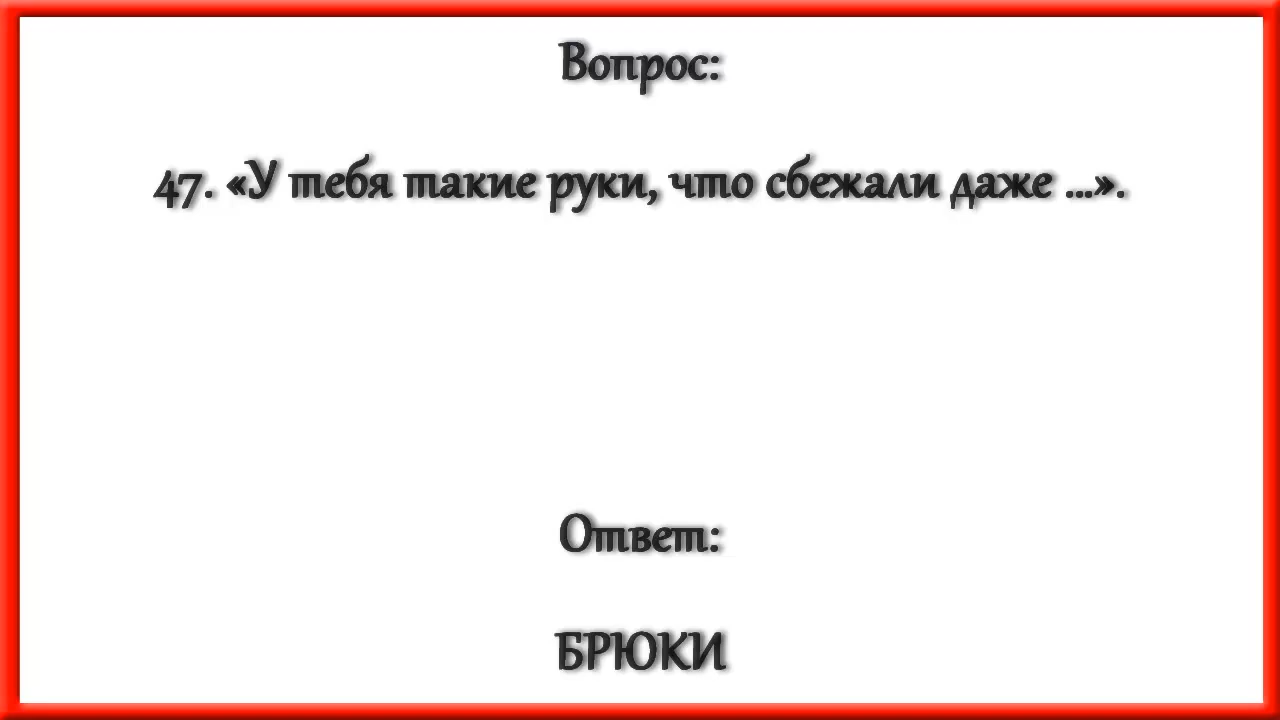 Вопрос:
47. «У тебя такие руки, что сбежали даже ...».
Ответ:
БРЮКИ